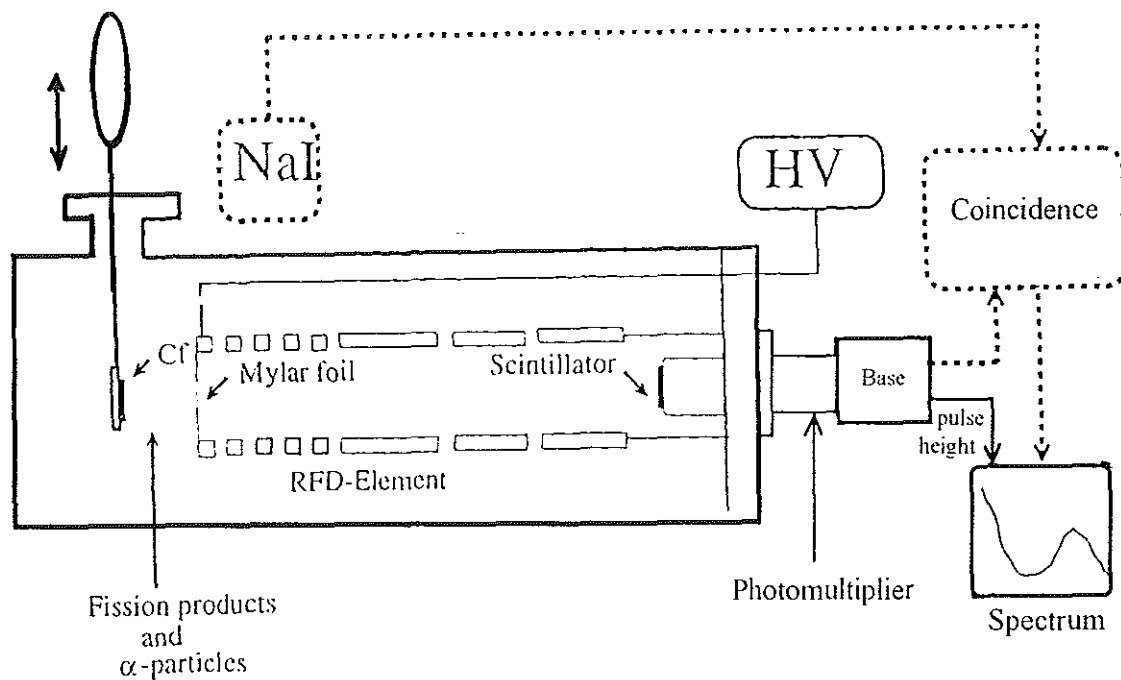 NaI
HV
Coincidence
Cf
Mylar foil
Scintillator
Base
pulse
height
RFD-Element
Fission products
and
α-particles
Photomultiplier
Spectrum